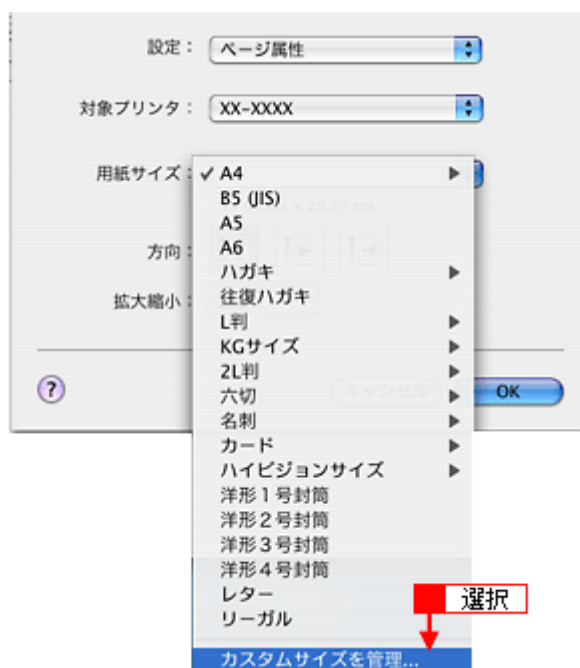 設定： ページ属性
対象プリンタ： XX-XXXX
用紙サイズ： ✓ A4
B5 (JIS)
A5
方向：
A6
ハガキ
拡大縮小：
往復ハガキ
L判
KGサイズ
2L判
六切
キャンセル OK
名刺
カード
ハイビジョンサイズ
洋形1号封筒
洋形2号封筒
洋形3号封筒
洋形4号封筒
レター
選択
リーガル
カスタムサイズを管理...
?